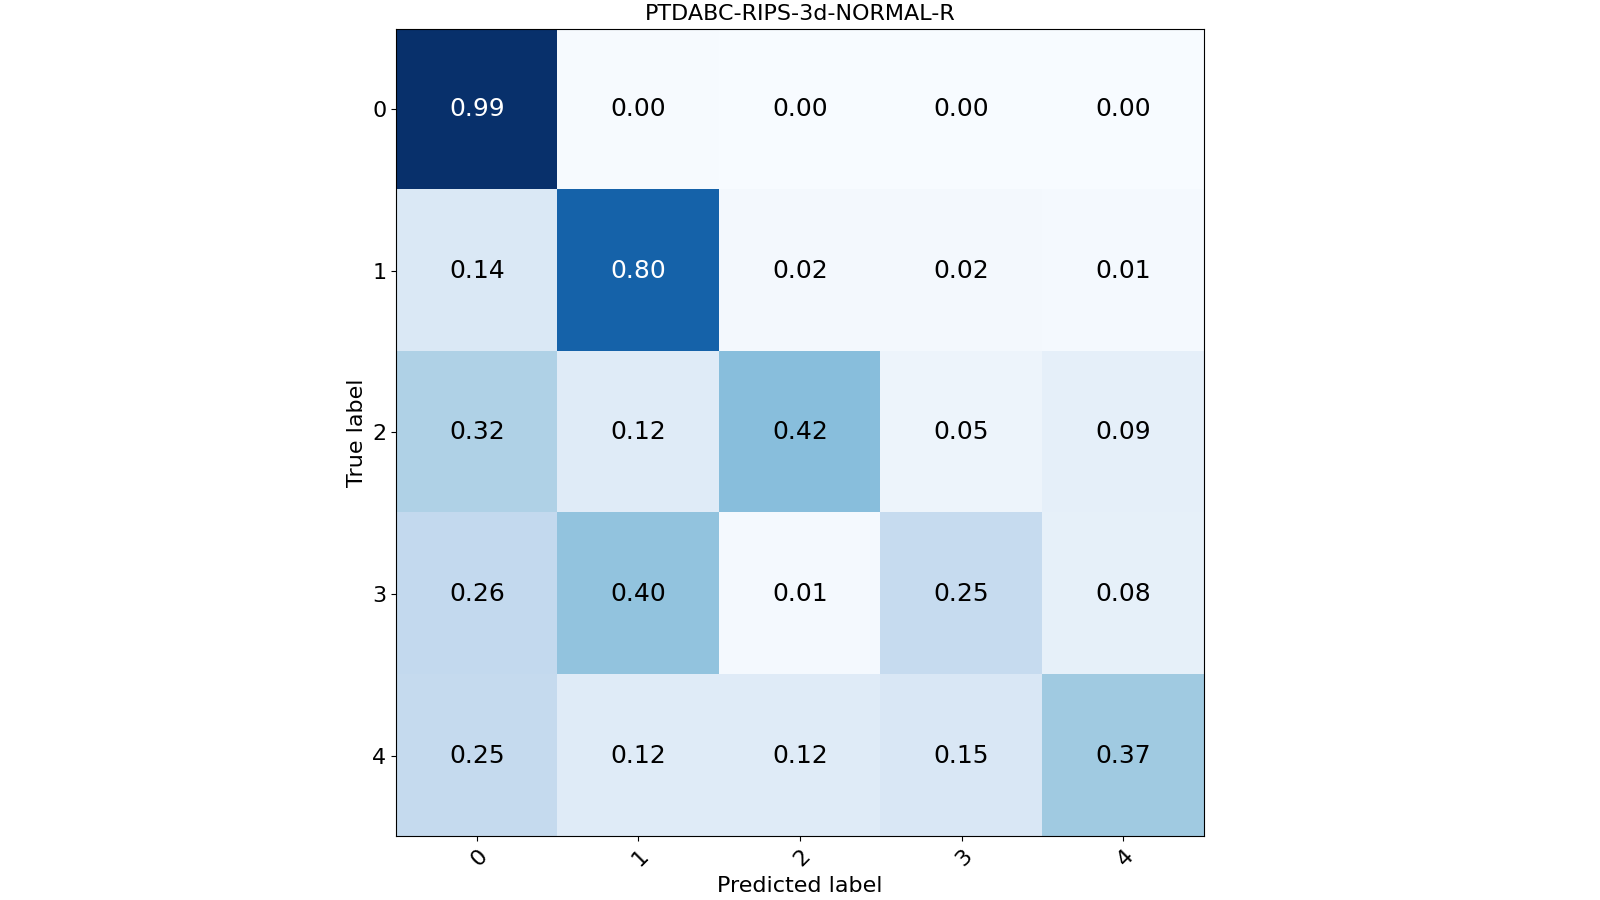 PTDABC-RIPS-3d-NORMAL-R
0 0.99 0.00 0.00 0.00 0.00
1 0.14 0.80 0.02 0.02 0.01
2 0.32 0.12 0.42 0.05 0.09
3 0.26 0.40 0.01 0.25 0.08
4 0.25 0.12 0.12 0.15 0.37
True label
0 1 2 3 4
Predicted label